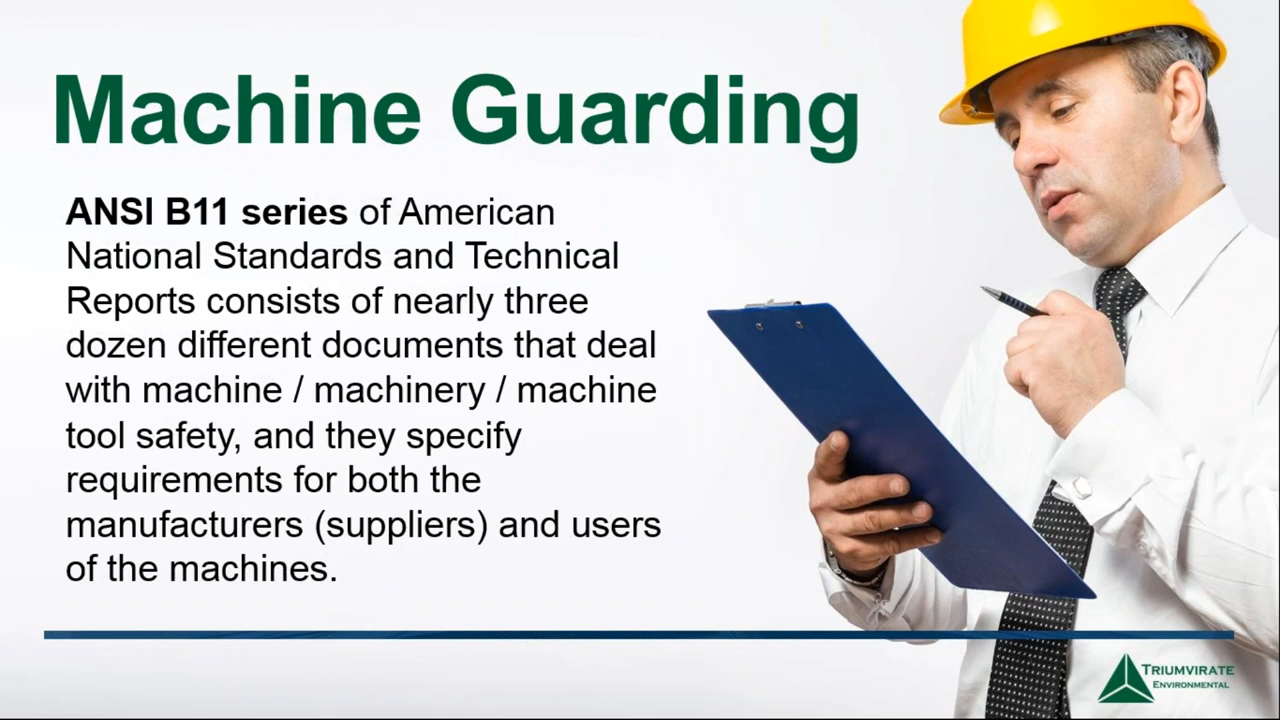 Machine Guarding
ANSI B11 series of American
National Standards and Technical
Reports consists of nearly three
dozen different documents that deal
with machine / machinery / machine
tool safety, and they specify
requirements for both the
manufacturers (suppliers) and users
of the machines.
TRIUMVIRATE
ENVIRONMENTAL